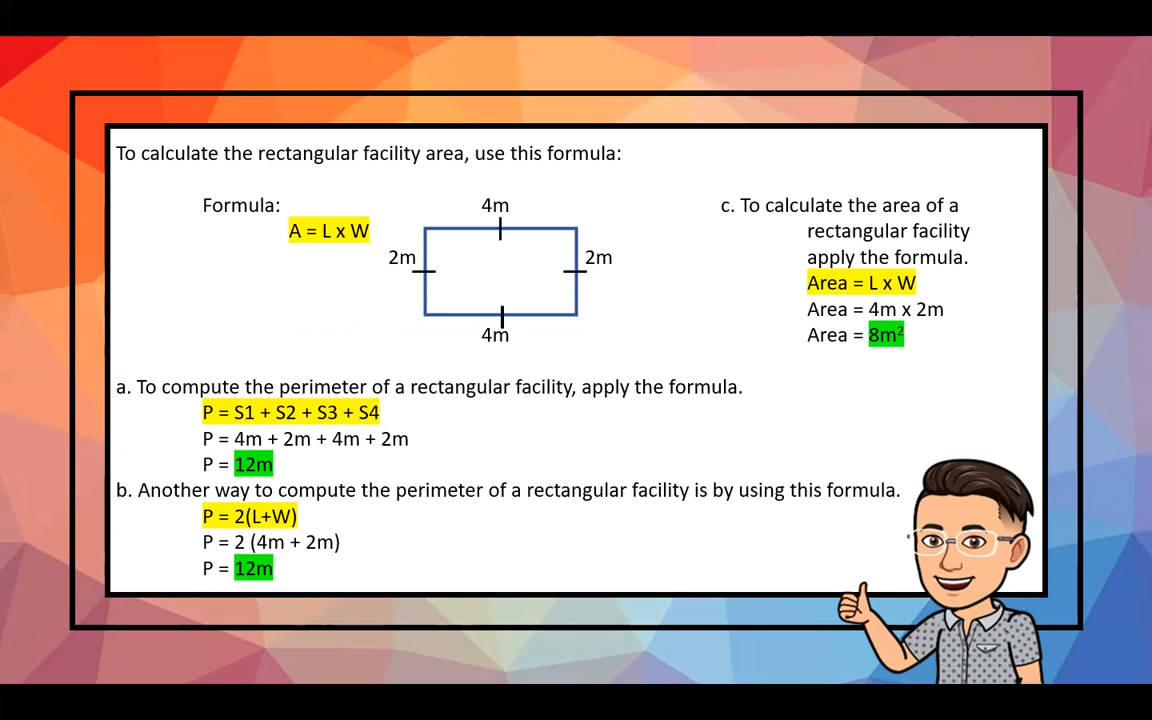 To calculate the rectangular facility area, use this formula:
Formula:
A = L x W
4m
2m
2m
4m
c. To calculate the area of a
rectangular facility
apply the formula.
Area = L x W
Area = 4m x 2m
Area = 8m²
a. To compute the perimeter of a rectangular facility, apply the formula.
P = S1 + S2 + S3 + S4
P = 4m + 2m + 4m + 2m
P = 12m
b. Another way to compute the perimeter of a rectangular facility is by using this formula.
P = 2(L+W)
P = 2 (4m + 2m)
P = 12m